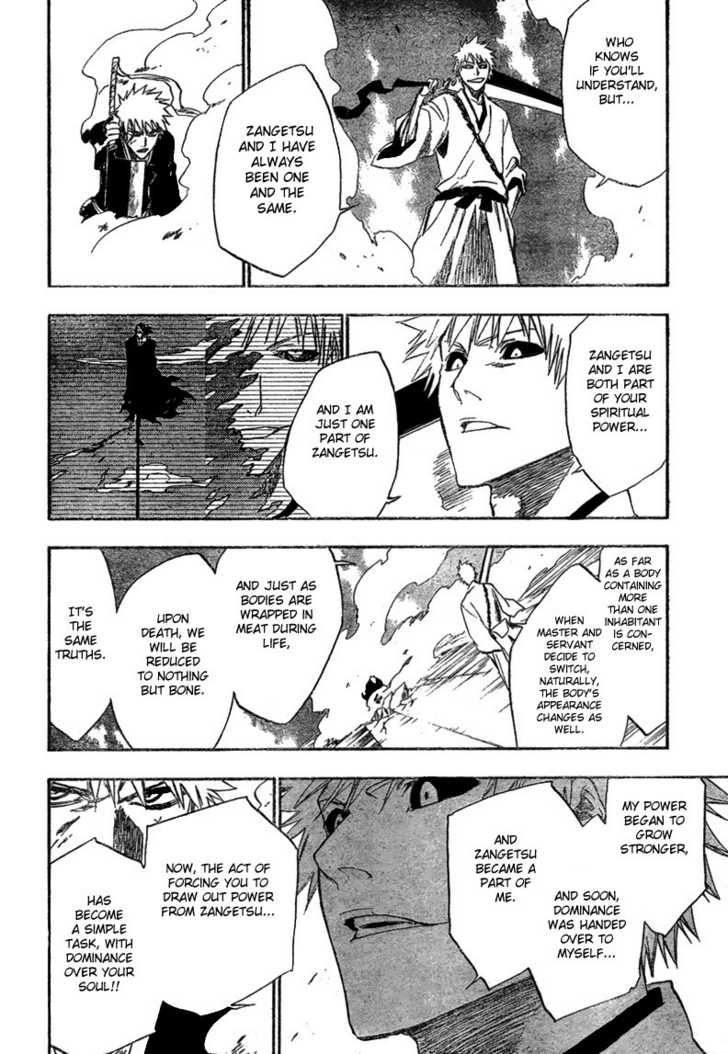 WHO
KNOWS
IF YOU'LL
UNDERSTAND,
BUT...
ZANGETSU
AND I HAVE
ALWAYS
BEEN ONE
AND THE
SAME.
ZANGETSU
AND I ARE
BOTH PART
OF YOUR
SPIRITUAL
POWER...
AND I AM
JUST ONE
PART OF
ZANGETSU.
AS FAR
AS A BODY
CONTAINING
MORE
THAN ONE
INHABITANT
IS CON-
CERNED,
WHEN
MASTER AND
SERVANT
DECIDE TO
SWITCH,
NATURALLY,
THE BODY'S
APPEARANCE
CHANGES AS
WELL.
AND JUST AS
BODIES ARE
WRAPPED IN
MEAT DURING
LIFE,
UPON
DEATH, WE
WILL BE
REDUCED
TO NOTHING
BUT BONE.
IT'S
THE SAME
TRUTHS.
MY POWER
BEGAN TO
GROW
STRONGER,
AND
ZANGETSU
BECAME A
PART OF
ME.
AND SOON,
DOMINANCE
WAS HANDED
OVER TO
MYSELF...
NOW, THE ACT OF
FORCING YOU TO
DRAW OUT POWER
FROM ZANGETSU...
HAS
BECOME
A SIMPLE
TASK, WITH
DOMINANCE
OVER YOUR
SOUL!!